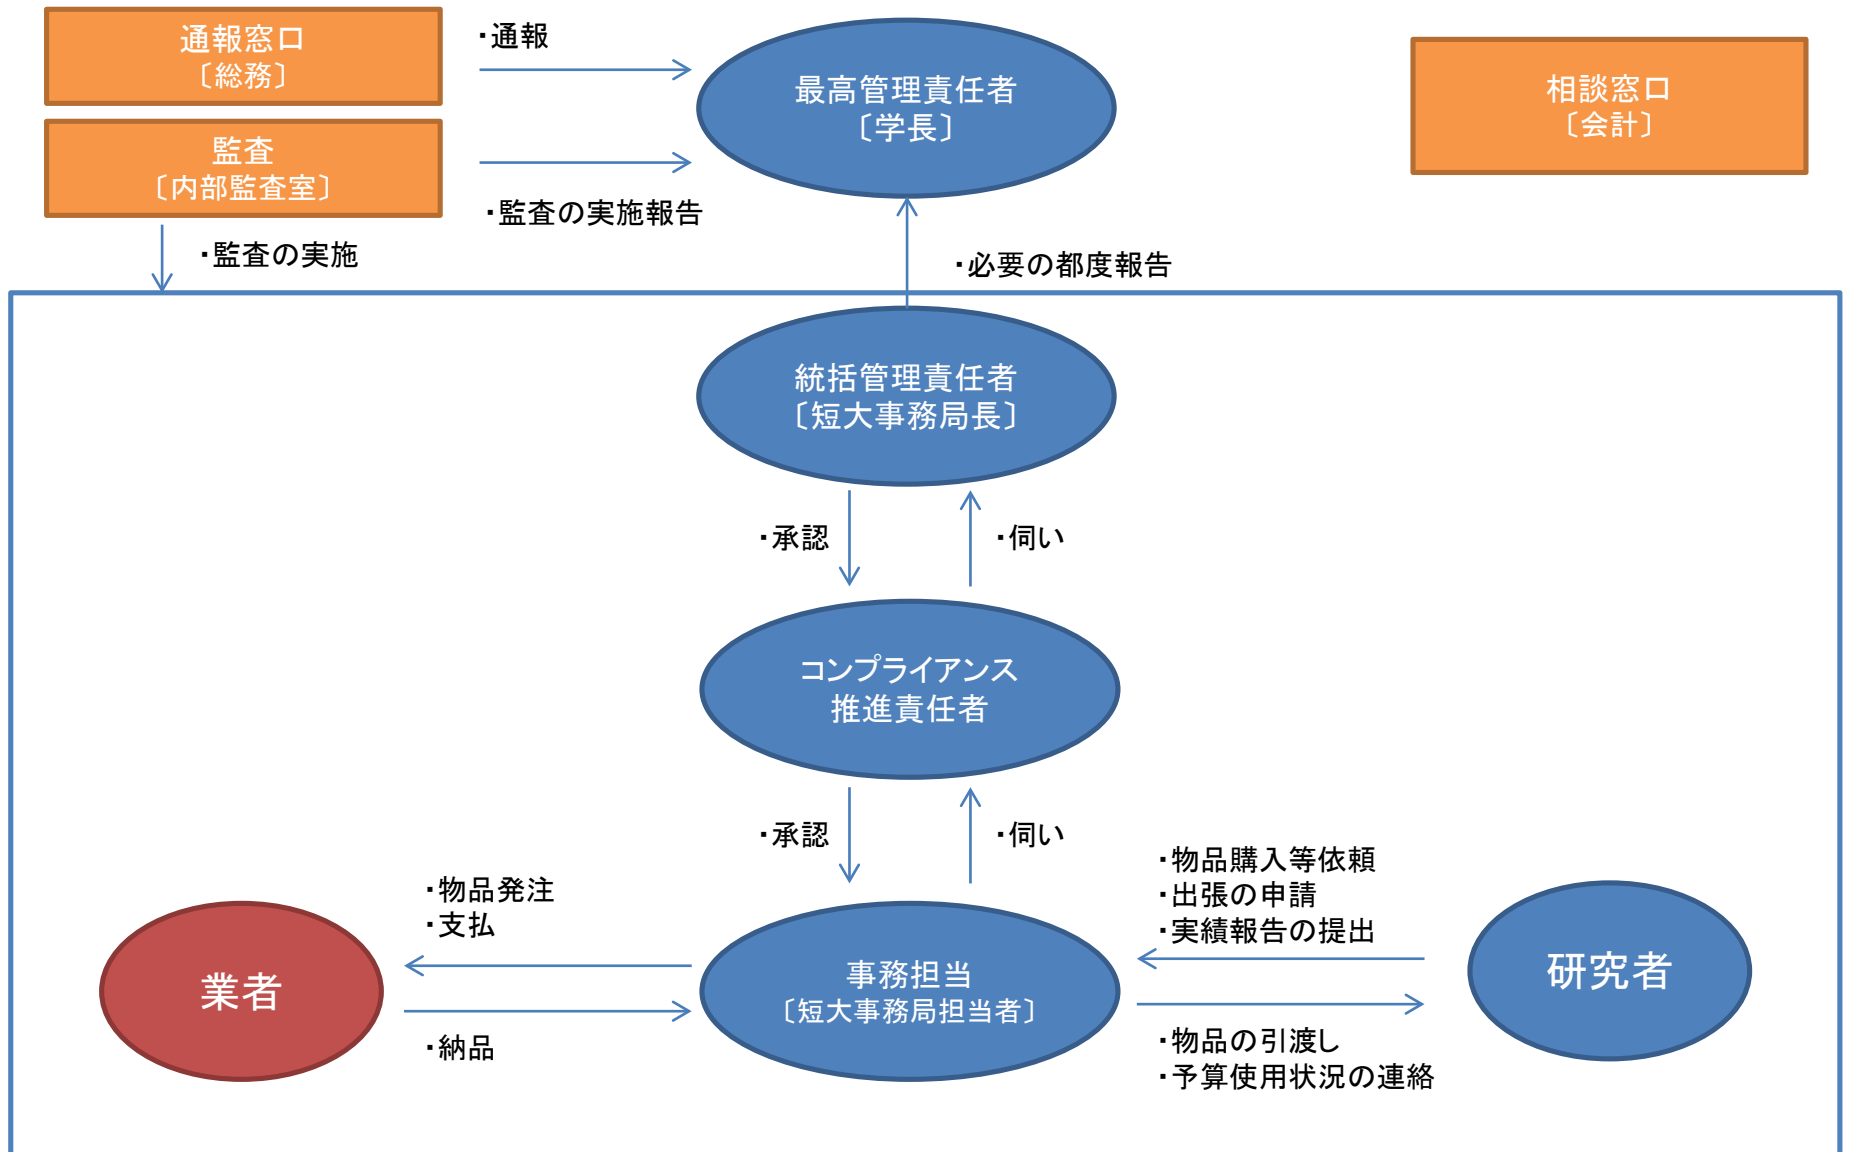 通報窓口
〔総務〕
・通報
最高管理責任者
〔学長〕
相談窓口
〔会計〕
監査
〔内部監査室〕
・監査の実施報告
・監査の実施
・必要の都度報告
統括管理責任者
〔短大事務局長〕
・承認
・伺い
コンプライアンス
推進責任者
・承認
・伺い
・物品発注
・支払
・物品購入等依頼
・出張の申請
・実績報告の提出
業者
事務担当
〔短大事務局担当者〕
研究者
・納品
・物品の引渡し
・予算使用状況の連絡